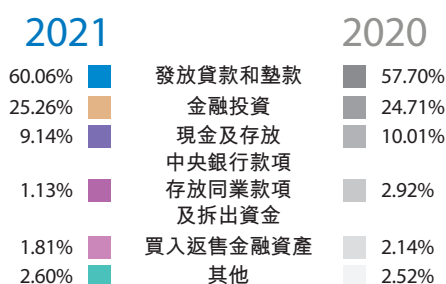 2021 2020
60.06% 發放貸款和墊款 57.70%
25.26% 金融投資 24.71%
9.14% 現金及存放 10.01%
中央銀行款項
1.13% 存放同業款項 2.92%
及拆出資金
1.81% 買入返售金融資產 2.14%
2.60% 其他 2.52%